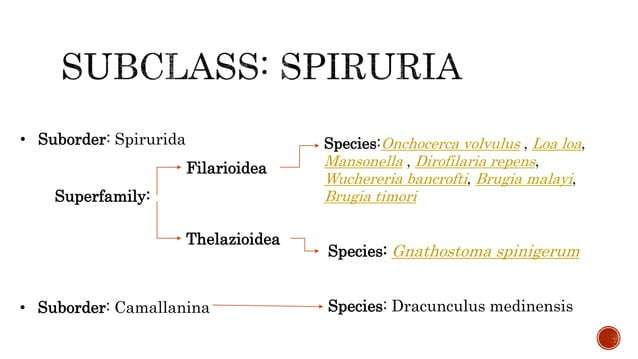 SUBCLASS: SPIRURIA
• Suborder: Spirurida
Superfamily:
Filarioidea
Species:Onchocerca volvulus , Loa loa,
Mansonella , Dirofilaria repens,
Wuchereria bancrofti, Brugia malayi,
Brugia timori
Thelazioidea
Species: Gnathostoma spinigerum
• Suborder: Camallanina
Species: Dracunculus medinensis